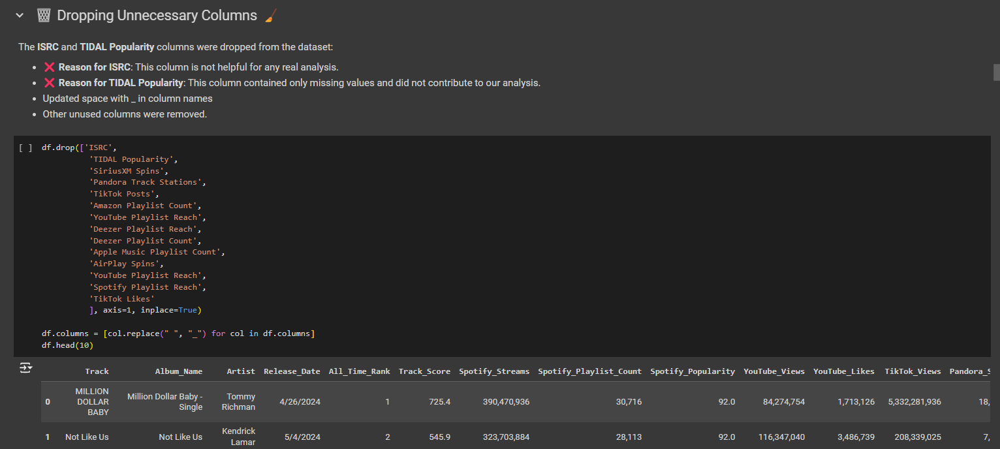 Dropping Unnecessary Columns
The ISRC and TIDAL Popularity columns were dropped from the dataset:
• ❌ Reason for ISRC: This column is not helpful for any real analysis.
• ❌ Reason for TIDAL Popularity: This column contained only missing values and did not contribute to our analysis.
• Updated space with _ in column names
• Other unused columns were removed.
[ ] df.drop(['ISRC',
'TIDAL Popularity',
'SiriusXM Spins',
'Pandora Track Stations',
'TikTok Posts',
'Amazon Playlist Count',
'YouTube Playlist Reach',
'Deezer Playlist Reach',
'Deezer Playlist Count',
'Apple Music Playlist Count',
'AirPlay Spins',
'YouTube Playlist Reach',
'Spotify Playlist Reach',
'TikTok Likes'
], axis=1, inplace=True)
df.columns = [col.replace(" ", "_") for col in df.columns]
df.head(10)
Track Album_Name Artist Release_Date All_Time_Rank Track_Score Spotify_Streams Spotify_Playlist_Count Spotify_Popularity YouTube_Views YouTube_Likes TikTok_Views Pandora_S
0 MILLION DOLLAR BABY Million Dollar Baby - Single Tommy Richman 4/26/2024 1 725.4 390,470,936 30,716 92.0 84,274,754 1,713,126 5,332,281,936 18,
1 Not Like Us Not Like Us Kendrick Lamar 5/4/2024 2 545.9 323,703,884 28,113 92.0 116,347,040 3,486,739 208,339,025 7,